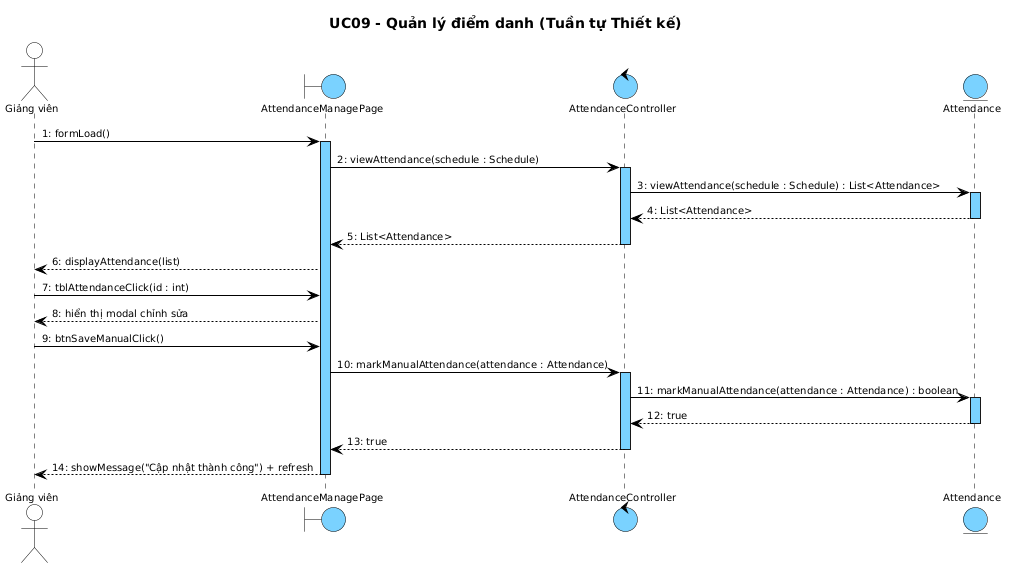 UC09 - Quản lý điểm danh (Tuần tự Thiết kế)
Giảng viên
AttendanceManagePage
AttendanceController
Attendance
1: formLoad()
2: viewAttendance(schedule : Schedule)
3: viewAttendance(schedule : Schedule) : List<Attendance>
4: List<Attendance>
5: List<Attendance>
6: displayAttendance(list)
7: tblAttendanceClick(id : int)
8: hiển thị modal chỉnh sửa
9: btnSaveManualClick()
10: markManualAttendance(attendance : Attendance)
11: markManualAttendance(attendance : Attendance) : boolean
12: true
13: true
14: showMessage("Cập nhật thành công") + refresh
Giảng viên
AttendanceManagePage
AttendanceController
Attendance